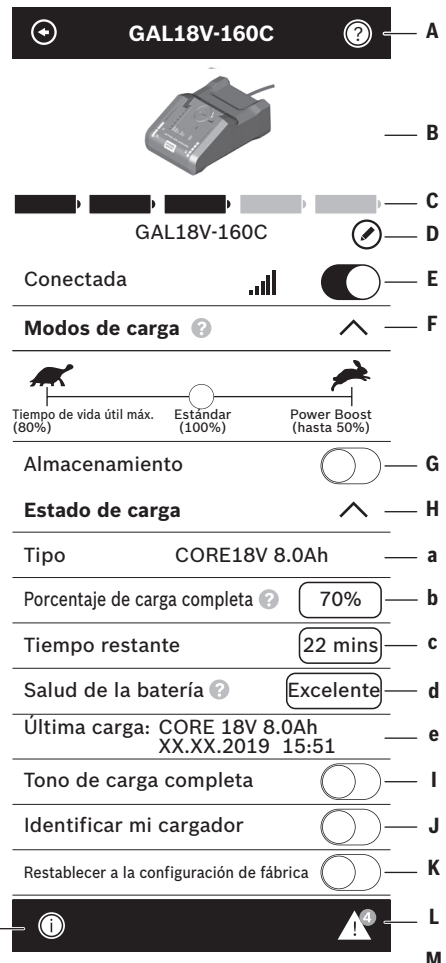 GAL18V-160C ? A
B
C
GAL18V-160C D
Conectada E
Modos de carga ? F
Tiempo de vida útil máx. Estándar Power Boost
(80%) (100%) (hasta 50%)
Almacenamiento G
Estado de carga H
Tipo CORE18V 8.0Ah a
Porcentaje de carga completa ? 70% b
Tiempo restante 22 mins c
Salud de la batería ? Excelente d
Última carga: CORE 18V 8.0Ah
XX.XX.2019 15:51 e
Tono de carga completa I
Identificar mi cargador J
Restablecer a la configuración de fábrica K
i ! 4 L
M